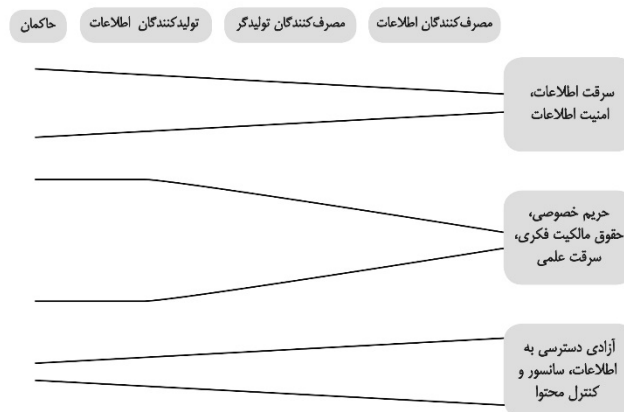 مصرف‌کنندگان اطلاعات
مصرف‌کنندگان تولیدگر
تولیدکنندگان اطلاعات
حاکمان
سرقت اطلاعات،
امنیت اطلاعات
حریم خصوصی،
حقوق مالکیت فکری،
سرقت علمی
آزادی دسترسی به
اطلاعات، سانسور و
کنترل محتوا